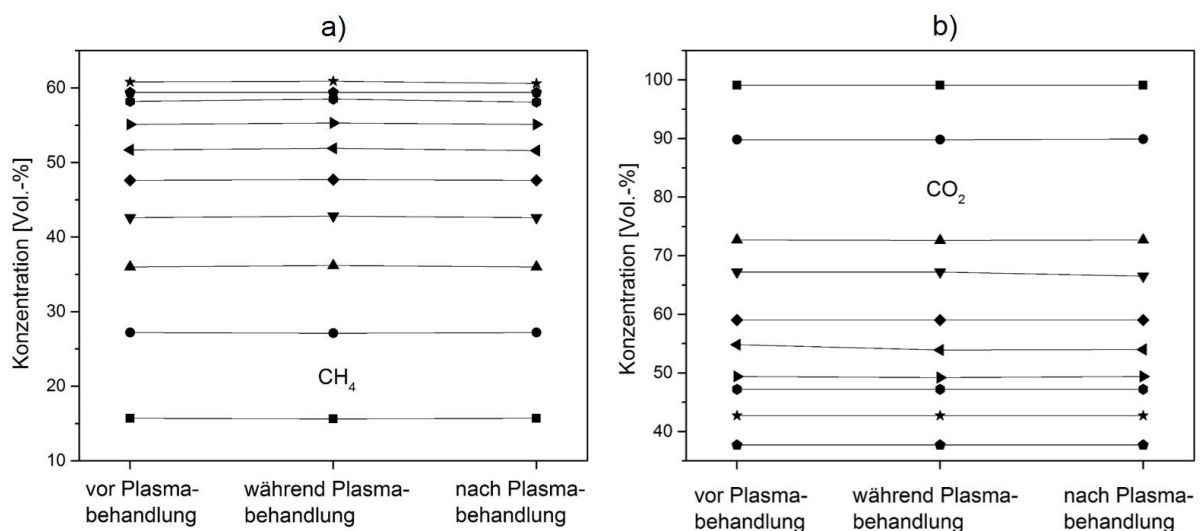 a)
Konzentration [Vol.-%]
60
50
40
30
20
10
CH₄
vor Plasma-
behandlung
während Plasma-
behandlung
nach Plasma-
behandlung
b)
Konzentration [Vol.-%]
100
90
80
70
60
50
40
CO₂
vor Plasma-
behandlung
während Plasma-
behandlung
nach Plasma-
behandlung